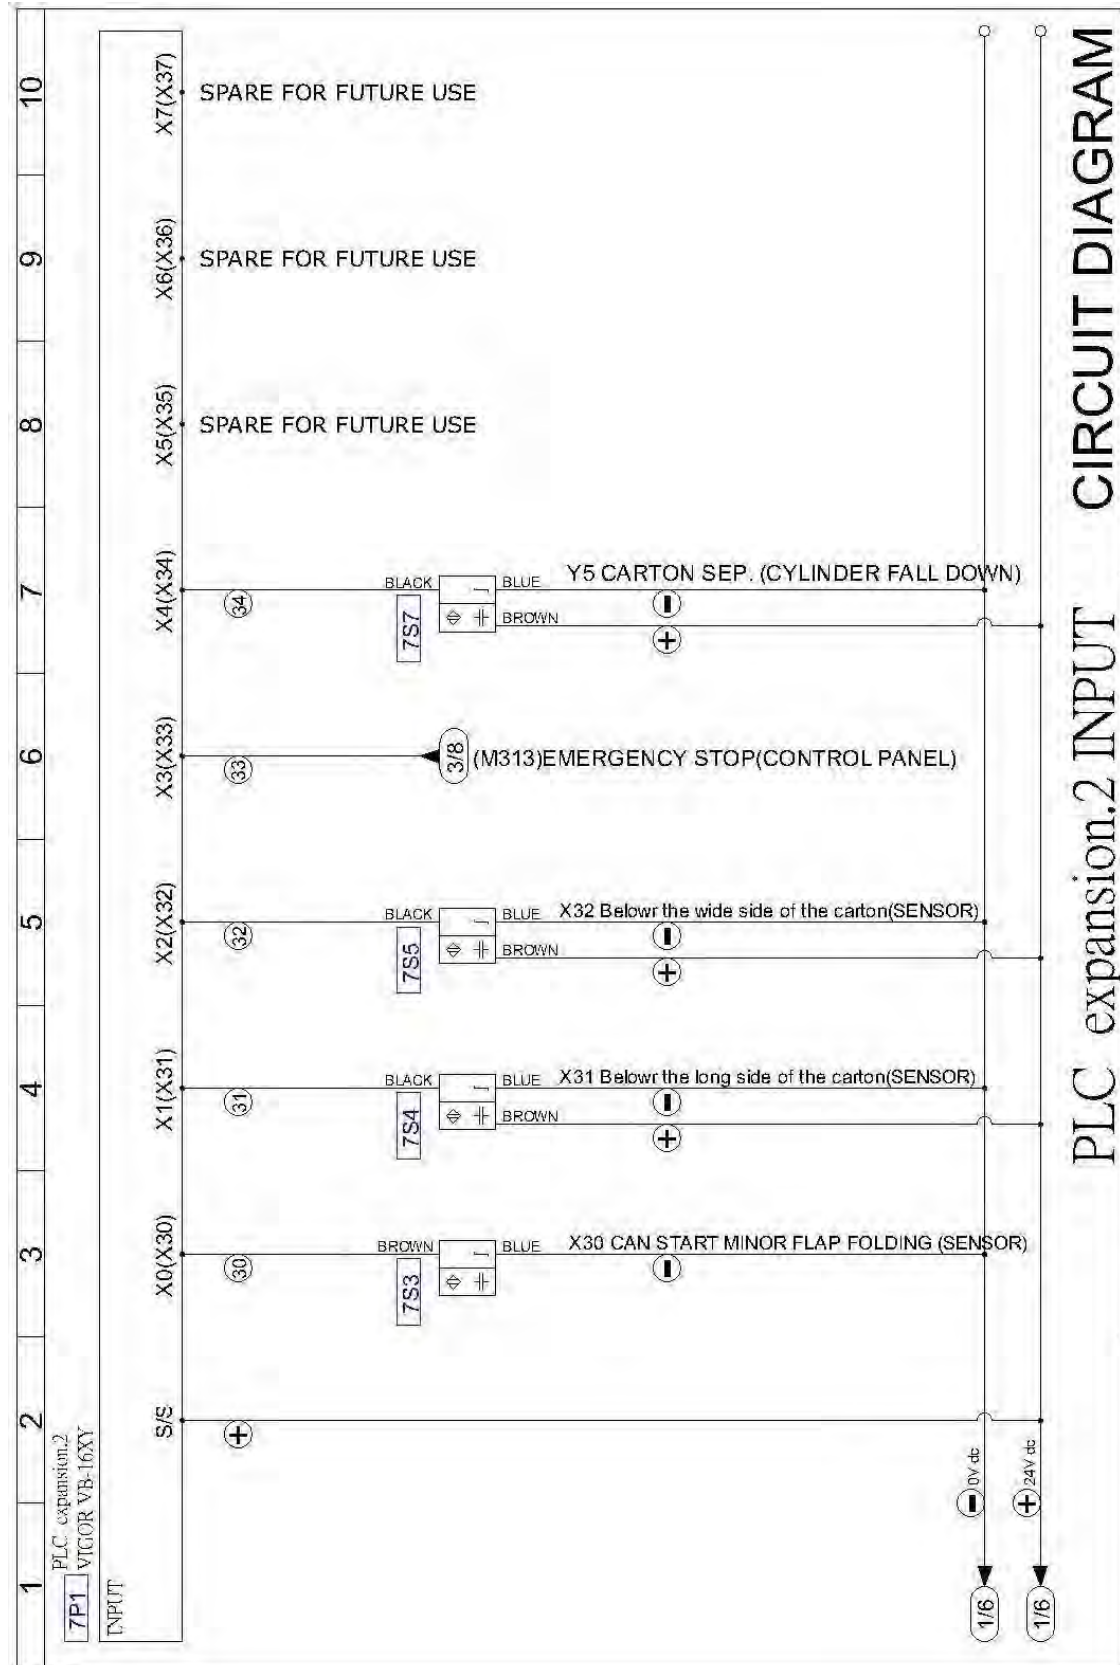 1 2 3 4 5 6 7 8 9 10
7P1
PLC expansion.2
VIGOR VB-16XY
INPUT
S/S
X0(X30)
X1(X31)
X2(X32)
X3(X33)
X4(X34)
X5(X35)
X6(X36)
X7(X37)
+
30
31
32
33
34
SPARE FOR FUTURE USE
SPARE FOR FUTURE USE
SPARE FOR FUTURE USE
BROWN
7S3
BLUE
X30 CAN START MINOR FLAP FOLDING (SENSOR)
BLACK
7S4
BLUE
BROWN
X31 Belowr the long side of the carton(SENSOR)
BLACK
7S5
BLUE
BROWN
X32 Belowr the wide side of the carton(SENSOR)
3/8
(M313)EMERGENCY STOP(CONTROL PANEL)
BLACK
7S7
BLUE
BROWN
Y5 CARTON SEP. (CYLINDER FALL DOWN)
1/6
0V dc
1/6
24V dc
PLC expansion.2 INPUT CIRCUIT DIAGRAM